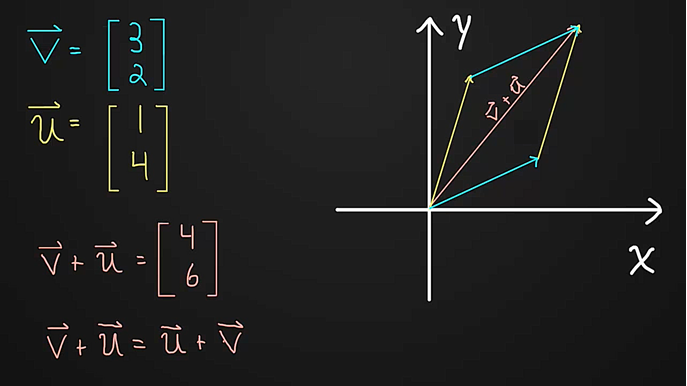 v⃗ = [3
2]
u⃗ = [1
4]
v⃗ + u⃗ = [4
6]
v⃗ + u⃗ = u⃗ + v⃗
y
v⃗ + u⃗
x